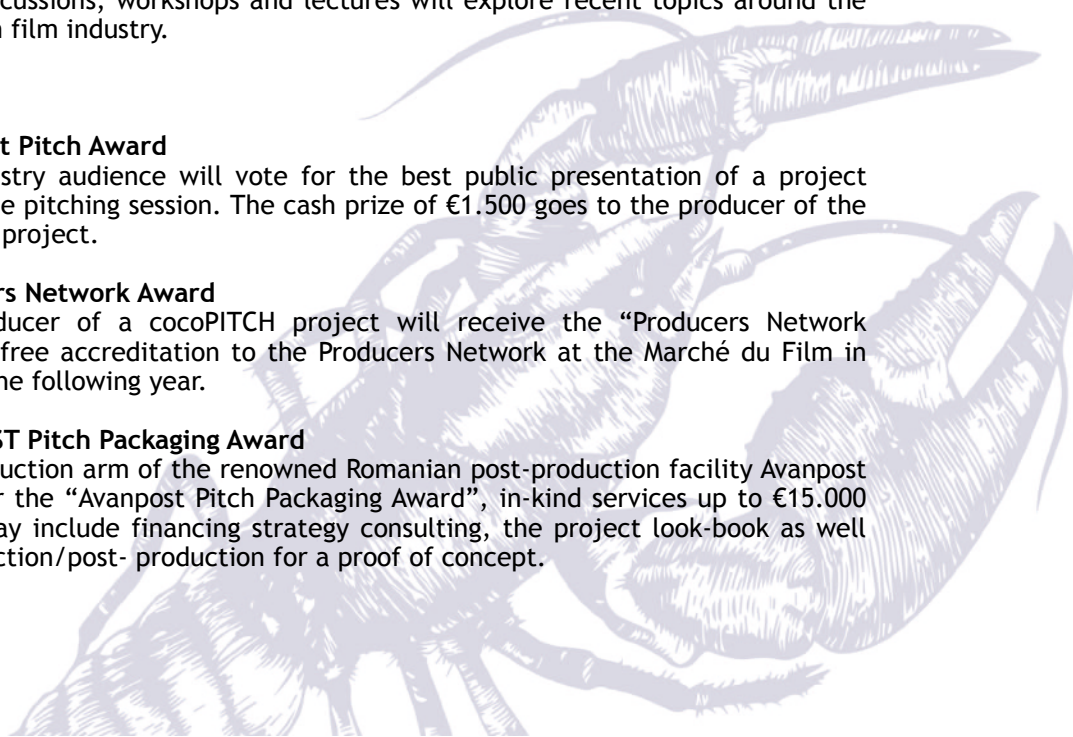 cussions, workshops and lectures will explore recent topics around the
film industry.
t Pitch Award
stry audience will vote for the best public presentation of a project
e pitching session. The cash prize of €1.500 goes to the producer of the
project.
rs Network Award
ducer of a cocoPITCH project will receive the “Producers Network
free accreditation to the Producers Network at the Marché du Film in
he following year.
ST Pitch Packaging Award
uction arm of the renowned Romanian post-production facility Avanpost
r the “Avanpost Pitch Packaging Award”, in-kind services up to €15.000
ay include financing strategy consulting, the project look-book as well
ction/post- production for a proof of concept.